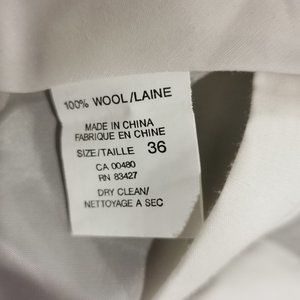 100% WOOL/LAINE
MADE IN CHINA
FABRIQUE EN CHINE
SIZE/TAILLE 36
CA 00480
RN 83427
DRY CLEAN/
NETTOYAGE A SEC